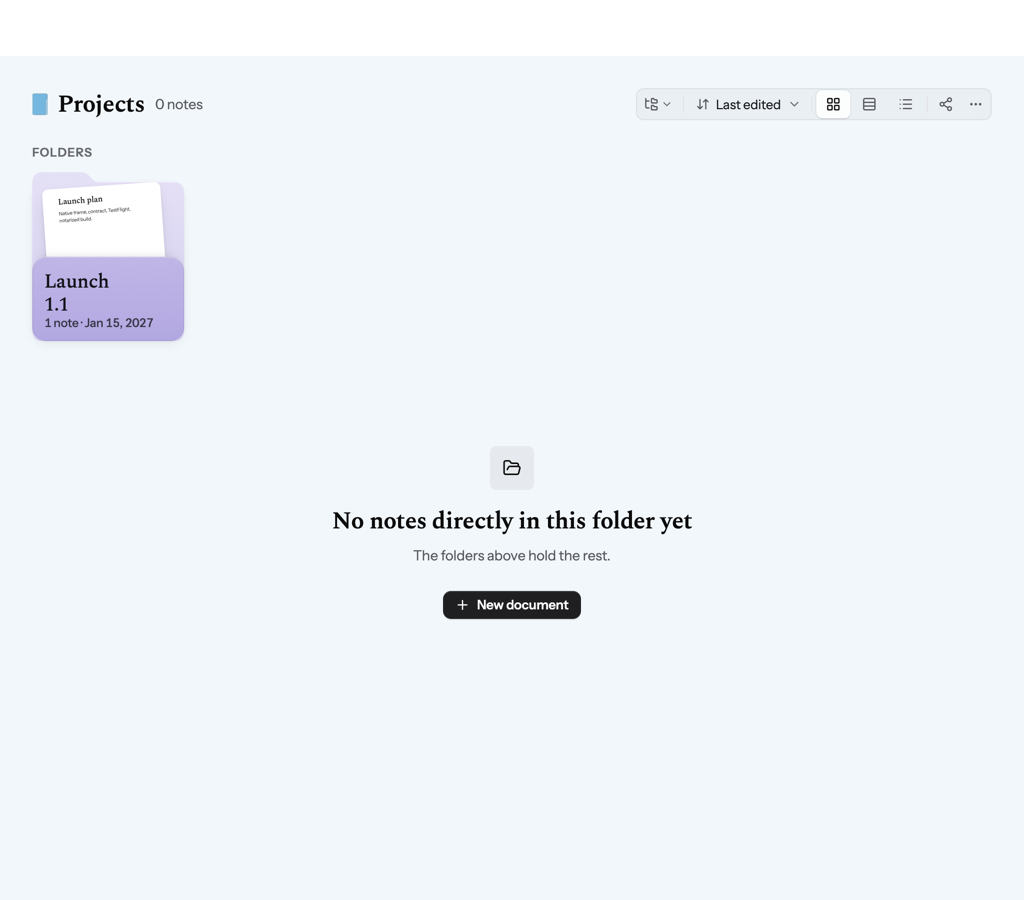 Projects 0 notes
Last edited
FOLDERS
Launch plan
Native frame, contract, TestFlight,
notarized build.
Launch
1.1
1 note · Jan 15, 2027
No notes directly in this folder yet
The folders above hold the rest.
New document